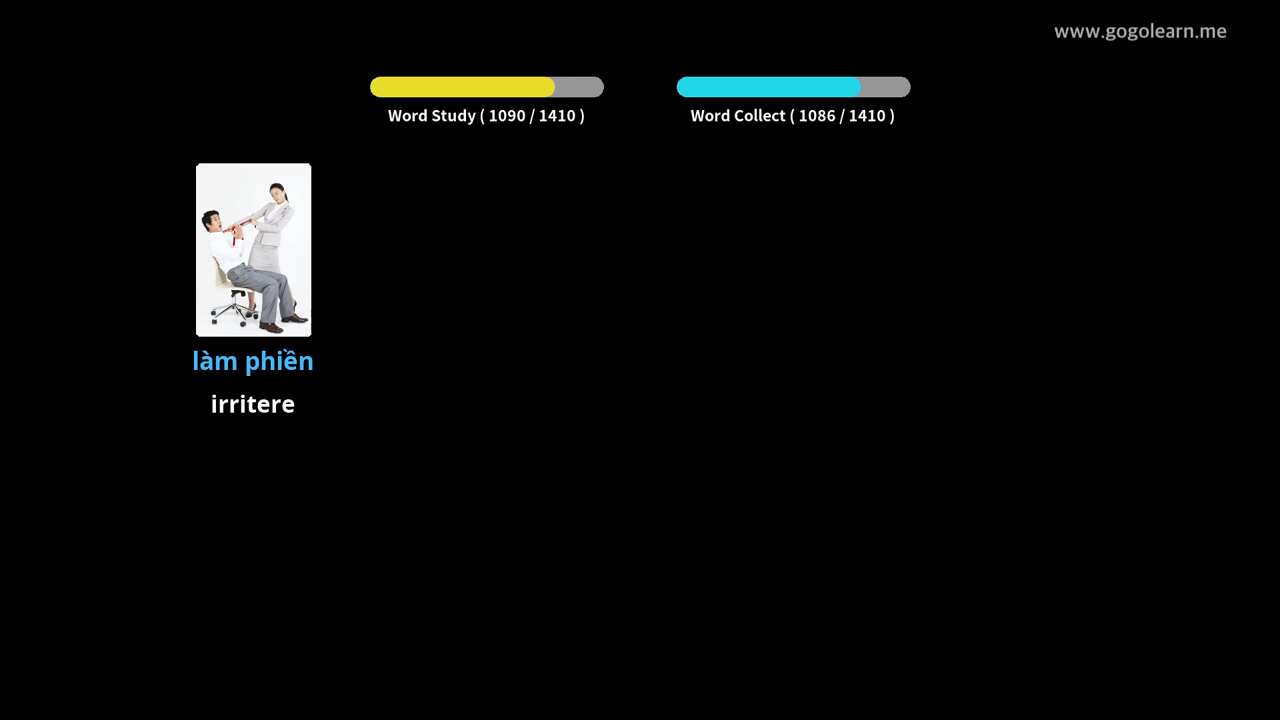 www.gogolearn.me
Word Study ( 1090 / 1410 )
Word Collect ( 1086 / 1410 )
làm phiền
irritere